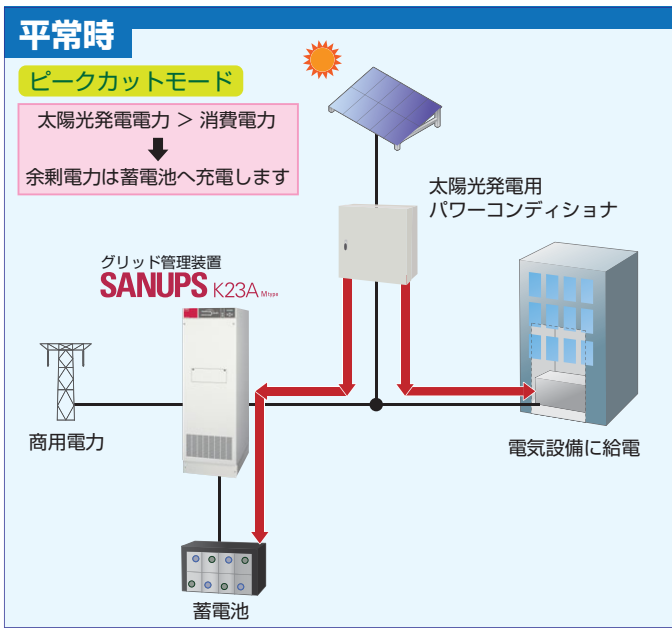 平常時
ピークカットモード
太陽光発電電力 > 消費電力
余剰電力は蓄電池へ充電します
太陽光発電用
パワーコンディショナ
グリッド管理装置
SANUPS K23A Mtype
商用電力
電気設備に給電
蓄電池